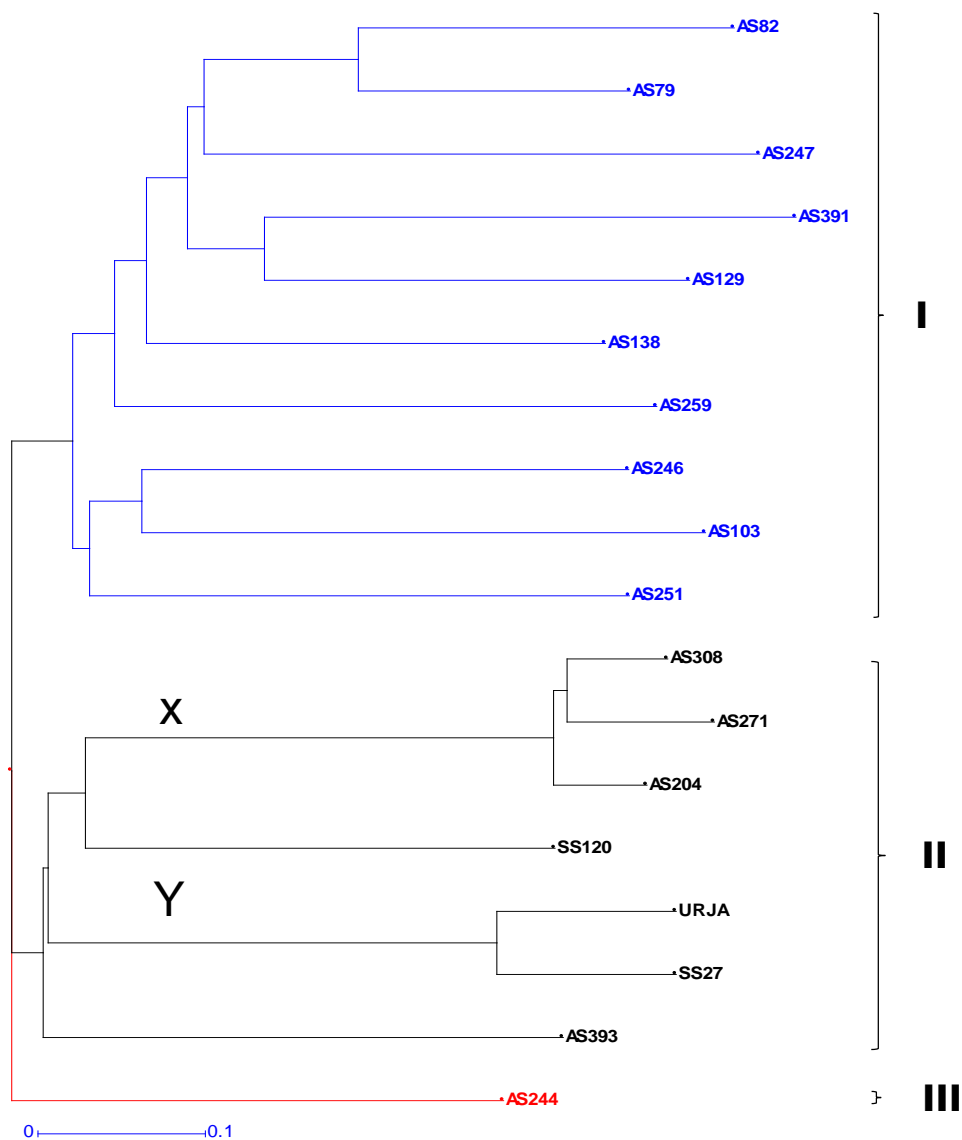 AS82
AS79
AS247
AS391
AS129
I
AS138
AS259
AS246
AS103
AS251
AS308
X
AS271
AS204
SS120
II
Y
URJA
SS27
AS393
AS244
III
0 0.1